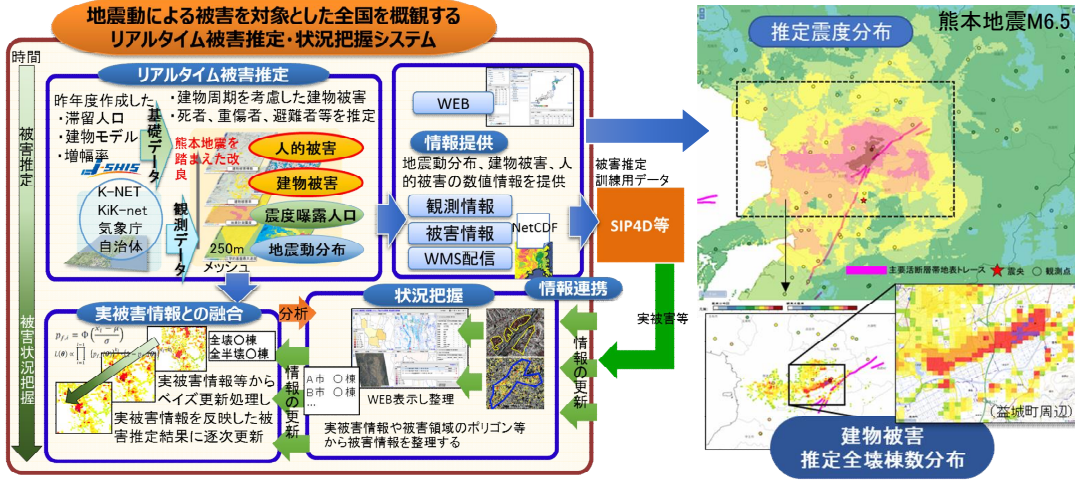 地震動による被害を対象とした全国を概観する
リアルタイム被害推定・状況把握システム
時間
被害推定
被害状況把握
リアルタイム被害推定
昨年度作成した
・滞留人口
・建物モデル
・増幅率
J-SHIS
基礎データ
・建物周期を考慮した建物被害
・死者、重傷者、避難者等を推定
熊本地震を
踏まえた改
良
人的被害
建物被害
震度曝露人口
地震動分布
250m
メッシュ
K-NET
KiK-net
気象庁
自治体
観測データ
WEB
情報提供
地震動分布、建物被害、人
的被害の数値情報を提供
観測情報
被害情報
WMS配信
NetCDF
被害推定
訓練用データ
SIP4D等
実被害等
情報連携
実被害情報との融合
全壊〇棟
全半壊〇棟
実被害情報等から
ベイズ更新処理し
実被害情報を反映した被
害推定結果に逐次更新
分析
情報の更新
状況把握
A市 〇棟
B市 〇棟
...
WEB表示し整理
実被害情報や被害領域のポリゴン等
から被害情報を整理する
情報の更新
推定震度分布
熊本地震M6.5
主要活断層帯地表トレース
震央
観測点
(益城町周辺)
建物被害
推定全壊棟数分布